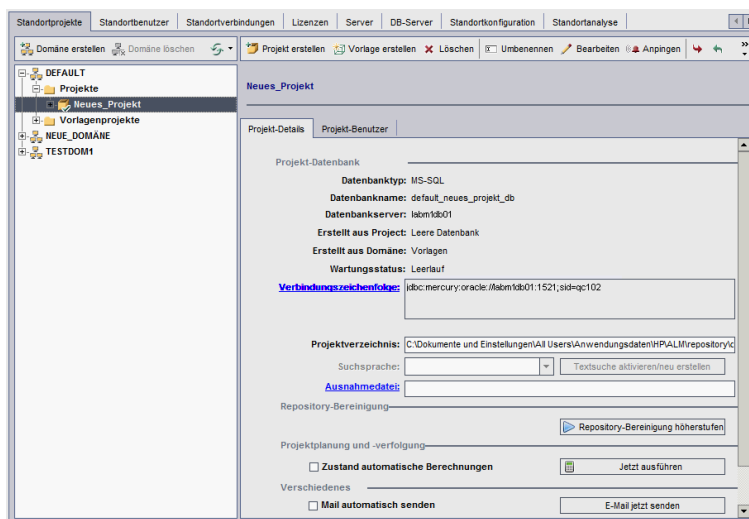 Standortprojekte Standortbenutzer Standortverbindungen Lizenzen Server DB-Server Standortkonfiguration Standortanalyse
Domäne erstellen Domäne löschen Projekt erstellen Vorlage erstellen Löschen Umbenennen Bearbeiten Anpingen
DEFAULT
Projekte
Neues_Projekt
Vorlagenprojekte
NEUE_DOMÄNE
TESTDOM1
Neues_Projekt
Projekt-Details Projekt-Benutzer
Projekt-Datenbank
Datenbanktyp: MS-SQL
Datenbankname: default_neues_projekt_db
Datenbankserver: labm1db01
Erstellt aus Project: Leere Datenbank
Erstellt aus Domäne: Vorlagen
Wartungsstatus: Leerlauf
Verbindungszeichenfolge: jdbc:mercury:oracle://labm1db01:1521;sid=qc102
Projektverzeichnis: C:\Dokumente und Einstellungen\All Users\Anwendungsdaten\HP\ALM\repository\
Suchsprache: Textsuche aktivieren/neu erstellen
Ausnahmedatei:
Repository-Bereinigung
Repository-Bereinigung höherstufen
Projektplanung und -verfolgung
Zustand automatische Berechnungen Jetzt ausführen
Verschiedenes
Mail automatisch senden E-Mail jetzt senden